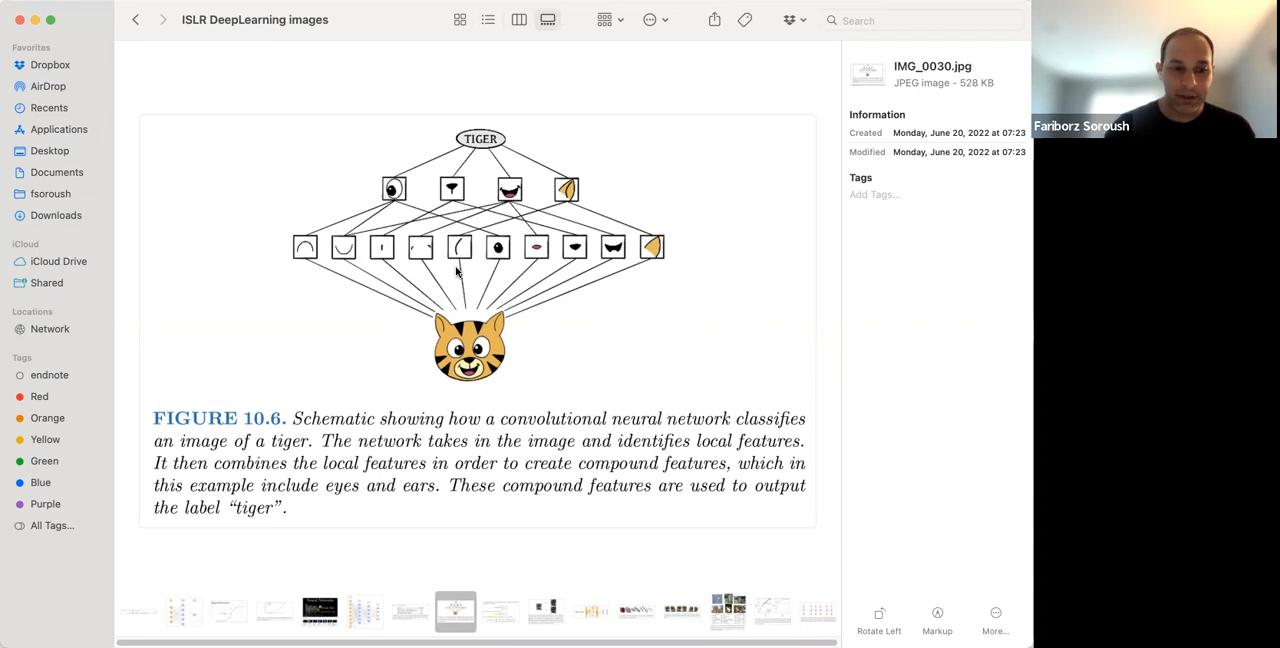 ISLR DeepLearning images
Search
Favorites
Dropbox
AirDrop
Recents
Applications
Desktop
Documents
fsoroush
Downloads
iCloud
iCloud Drive
Shared
Locations
Network
Tags
endnote
Red
Orange
Yellow
Green
Blue
Purple
All Tags...
TIGER
FIGURE 10.6. Schematic showing how a convolutional neural network classifies
an image of a tiger. The network takes in the image and identifies local features.
It then combines the local features in order to create compound features, which in
this example include eyes and ears. These compound features are used to output
the label “tiger”.
IMG_0030.jpg
JPEG image - 528 KB
Information
Created Monday, June 20, 2022 at 07:23
Modified Monday, June 20, 2022 at 07:23
Tags
Add Tags...
Rotate Left
Markup
More...
Fariborz Soroush